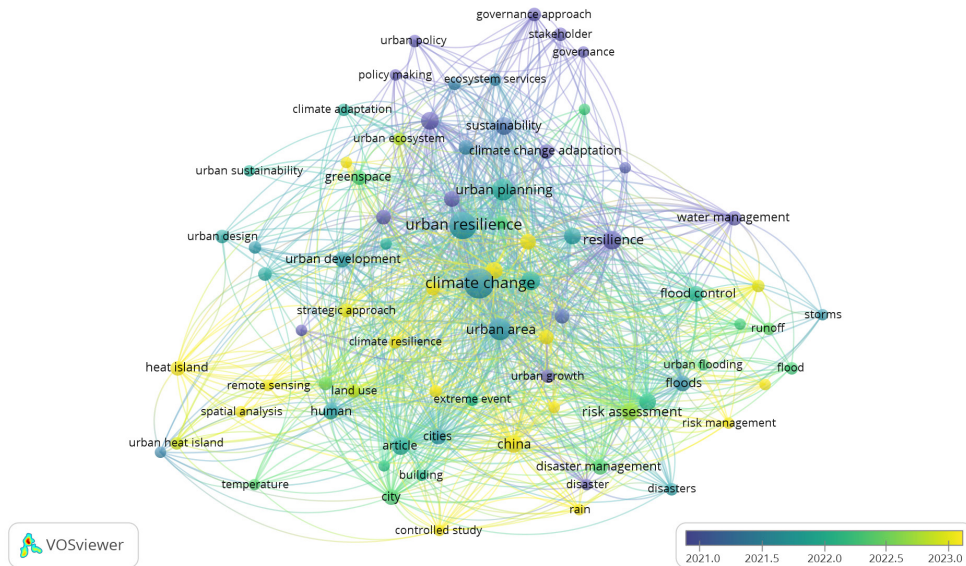 governance approach
stakeholder
urban policy
governance
policy making
ecosystem services
climate adaptation
sustainability
urban ecosystem
climate change adaptation
urban sustainability
greenspace
urban planning
urban resilience
water management
urban design
resilience
urban development
climate change
flood control
strategic approach
storms
urban area
runoff
climate resilience
heat island
urban flooding
flood
urban growth
remote sensing
land use
floods
extreme event
spatial analysis
human
risk assessment
risk management
urban heat island
article
cities
china
building
disaster management
temperature
disaster
disasters
city
rain
controlled study
VOSviewer
2021.0 2021.5 2022.0 2022.5 2023.0